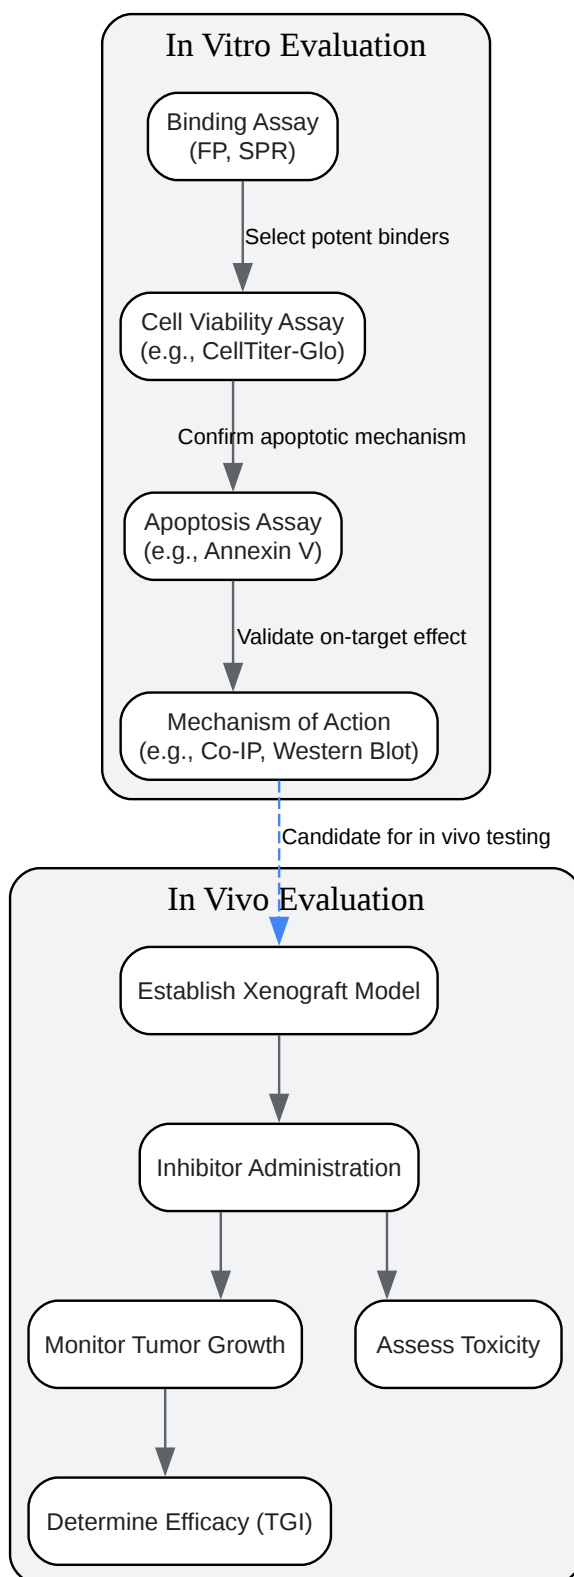 In Vitro Evaluation
Binding Assay
(FP, SPR)
Select potent binders
Cell Viability Assay
(e.g., CellTiter-Glo)
Confirm apoptotic mechanism
Apoptosis Assay
(e.g., Annexin V)
Validate on-target effect
Mechanism of Action
(e.g., Co-IP, Western Blot)
Candidate for in vivo testing
In Vivo Evaluation
Establish Xenograft Model
Inhibitor Administration
Monitor Tumor Growth
Assess Toxicity
Determine Efficacy (TGI)